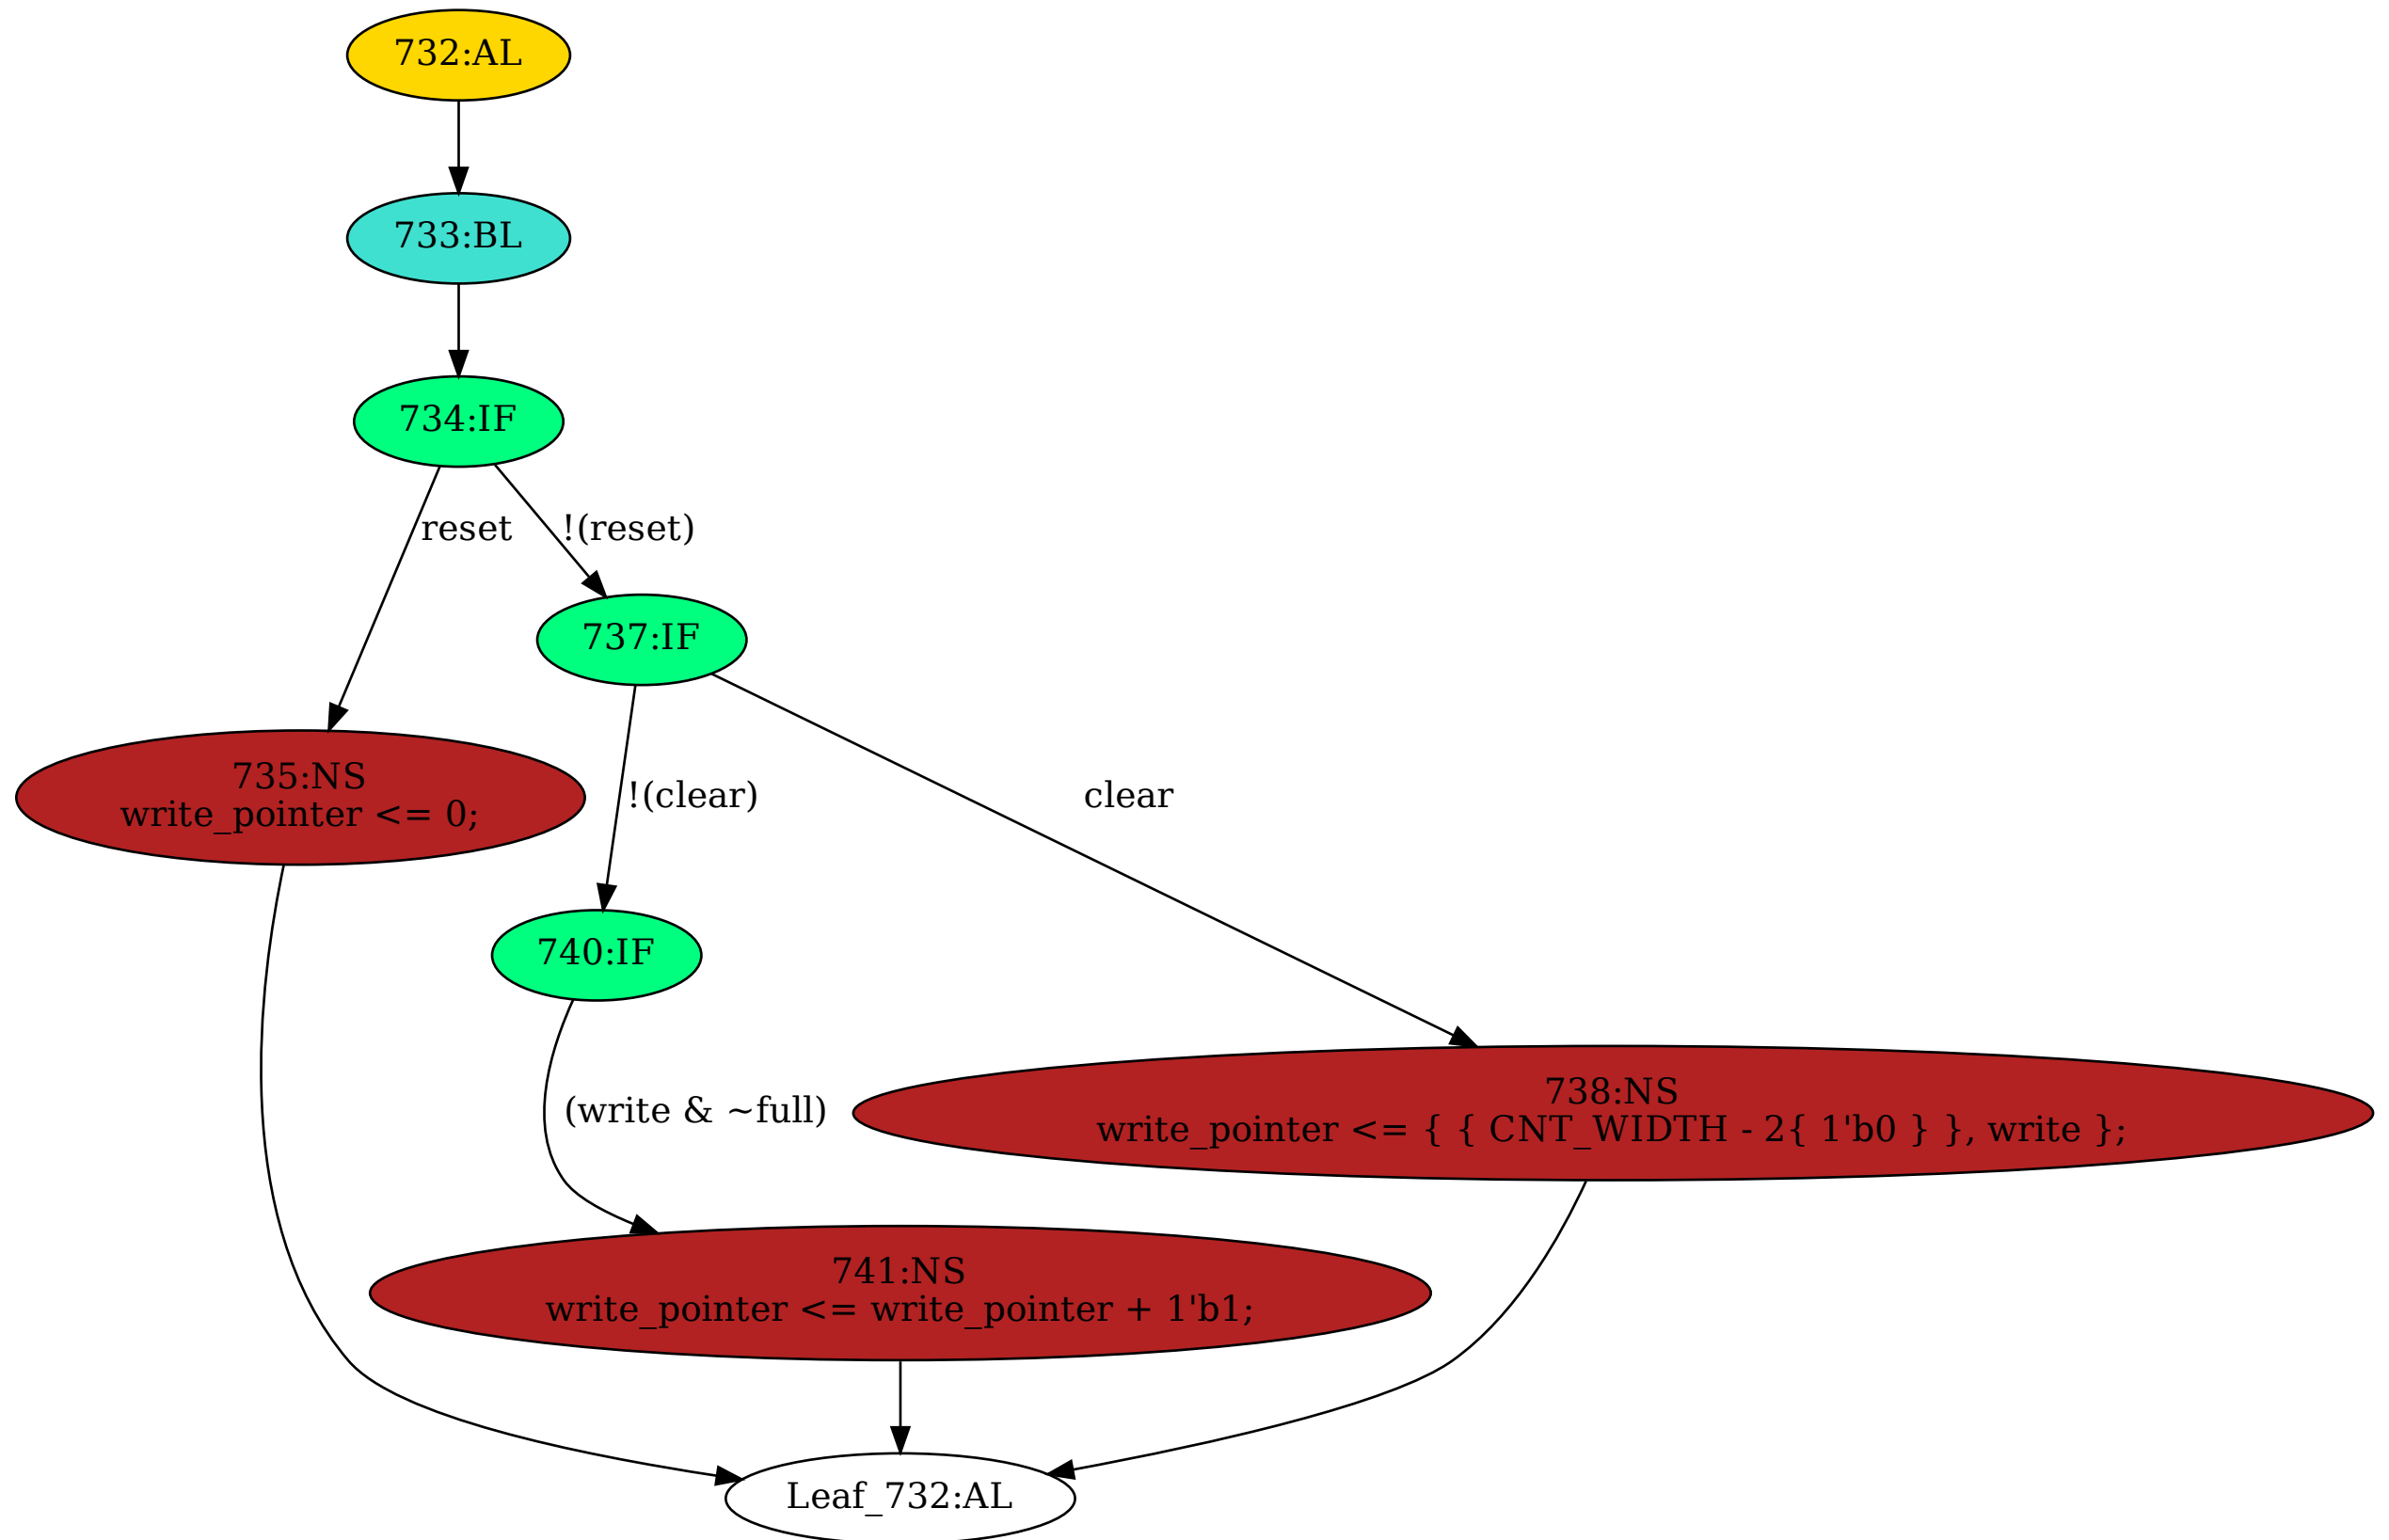 732:AL
733:BL
734:IF
reset
!(reset)
737:IF
735:NS
write_pointer <= 0;
!(clear)
clear
740:IF
(write & ~full)
738:NS
write_pointer <= { { CNT_WIDTH - 2{ 1'b0 } }, write };
741:NS
write_pointer <= write_pointer + 1'b1;
Leaf_732:AL